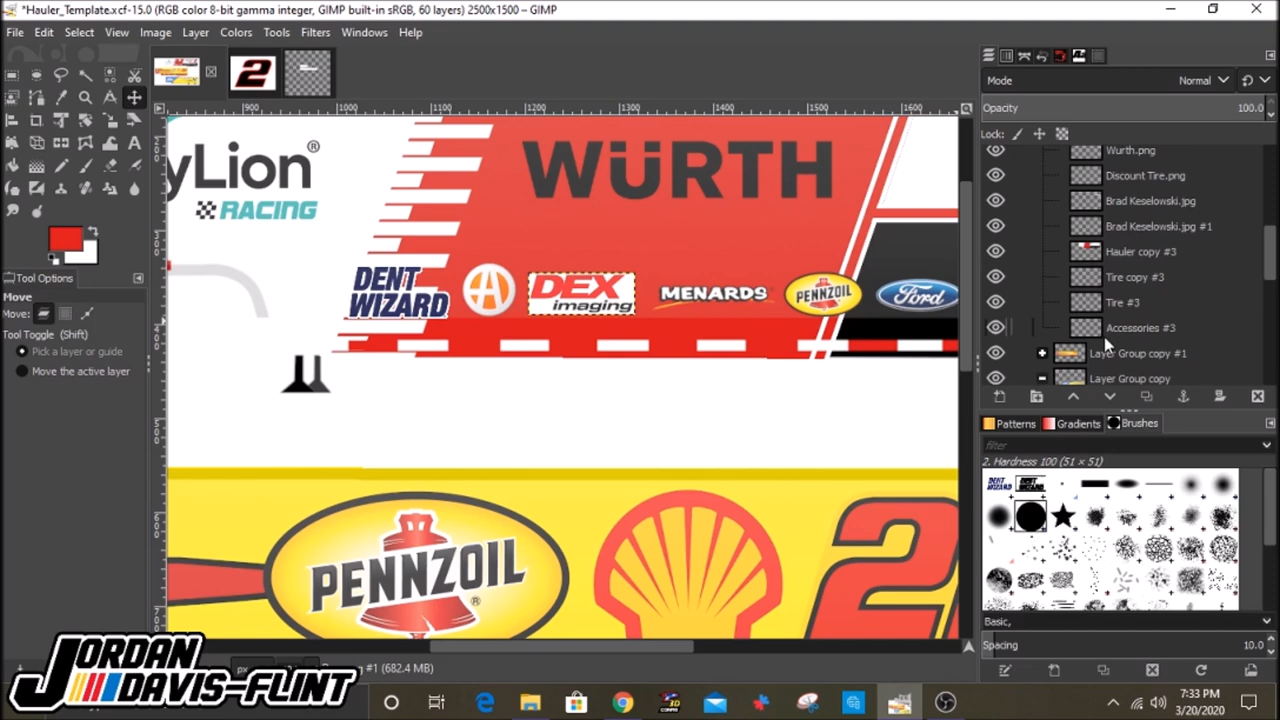 *Hauler_Template.xcf-15.0 (RGB color 8-bit gamma integer, GIMP built-in sRGB, 60 layers) 2500x1500 – GIMP
File Edit Select View Image Layer Colors Tools Filters Windows Help
2
Mode Normal
Opacity 100.0
Lock:
Wurth.png
Discount Tire.png
Brad Keselowski.jpg
Brad Keselowski.jpg #1
Hauler copy #3
Tire copy #3
Tire #3
Accessories #3
Layer Group copy #1
Layer Group copy
900 1000 1100 1200 1300 1400 1500 1600
yLion®
RACING
WÜRTH
DENT WIZARD
DEX imaging
MENARDS
PENNZOIL
Ford
PENNZOIL
®
2
Tool Options
Move
Move:
Tool Toggle (Shift)
Pick a layer or guide
Move the active layer
Patterns Gradients Brushes
filter
2. Hardness 100 (51 × 51)
DENT WIZARD
Basic,
Spacing 10.0
#1 (682.4 MB)
JORDAN
DAVIS-FLINT
7:33 PM
3/20/2020